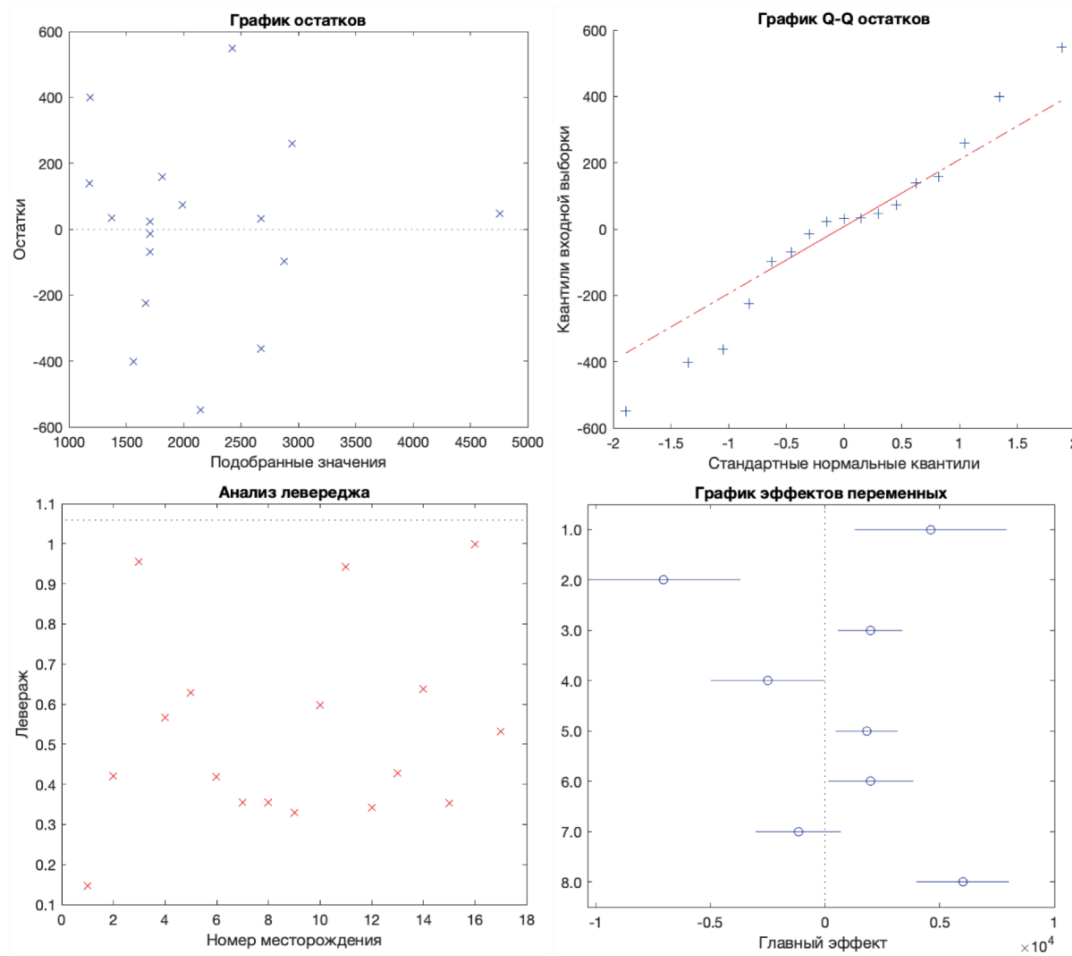 График остатков
600
400
200
0
-200
-400
-600
1000 1500 2000 2500 3000 3500 4000 4500 5000
Остатки
Подобранные значения
График Q-Q остатков
600
400
200
0
-200
-400
-600
-2 -1.5 -1 -0.5 0 0.5 1 1.5 2
Квантили входной выборки
Стандартные нормальные квантили
Анализ левереджа
1.1
1
0.9
0.8
0.7
0.6
0.5
0.4
0.3
0.2
0.1
0 2 4 6 8 10 12 14 16 18
Левераж
Номер месторождения
График эффектов переменных
1.0
2.0
3.0
4.0
5.0
6.0
7.0
8.0
-1 -0.5 0 0.5 1
Главный эффект
×10⁴